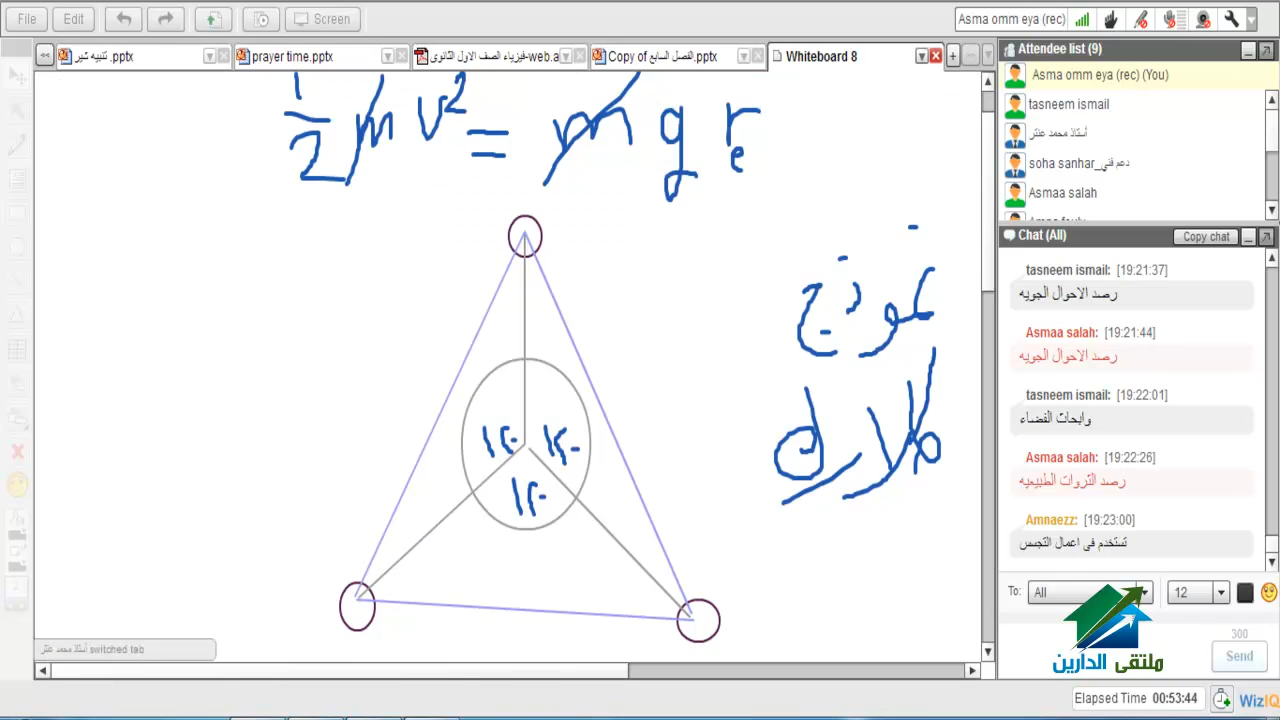 File Edit Screen Asma omm eya (rec)
تنبيه شير .pptx prayer time.pptx فيزياء الصف الاول الثانوى-web.a Copy of الفصل السابع.pptx Whiteboard 8
Attendee list (9)
Asma omm eya (rec) (You)
tasneem ismail
أستاذ محمد عنتر
soha sanhar_دعم فني
Asmaa salah
1/2 m v² = m g r e
نموذج
كلارك
١٢٠ ١٢٠
١٢٠
Chat (All) Copy chat
tasneem ismail: [19:21:37]
رصد الاحوال الجويه
Asmaa salah: [19:21:44]
رصد الاحوال الجويه
tasneem ismail: [19:22:01]
وابحاث الفضاء
Asmaa salah: [19:22:26]
رصد الثروات الطبيعيه
Amnaezz: [19:23:00]
تستخدم فى اعمال التجسس
To: All 12
ملتقى الدارين
300
Send
أستاذ محمد عنتر switched tab
Elapsed Time 00:53:44
WizIQ